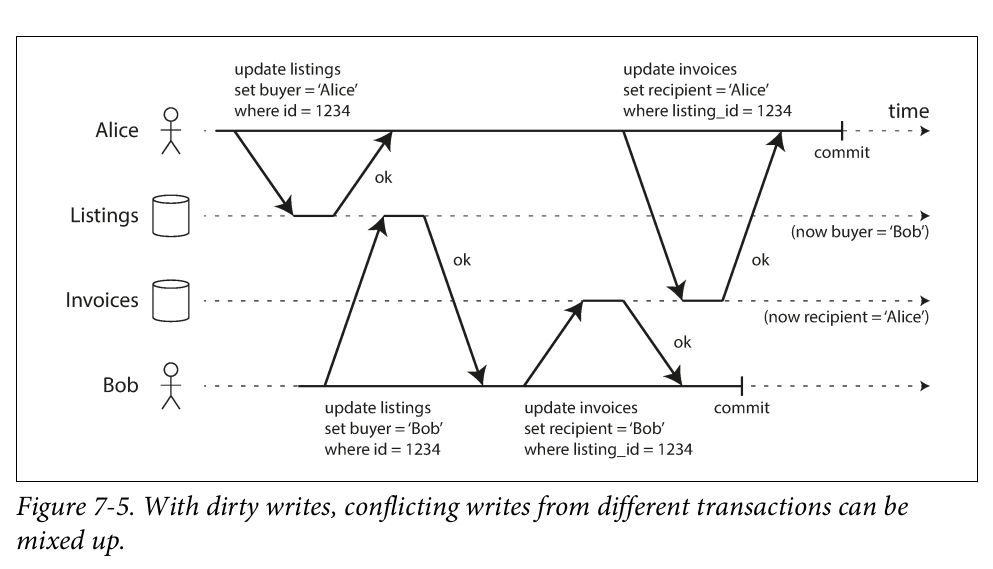 update listings
set buyer = ‘Alice’
where id = 1234
update invoices
set recipient = ‘Alice’
where listing_id = 1234
time
Alice
commit
ok
Listings
(now buyer = ‘Bob’)
ok
ok
Invoices
(now recipient = ‘Alice’)
ok
Bob
commit
update listings
set buyer = ‘Bob’
where id = 1234
update invoices
set recipient = ‘Bob’
where listing_id = 1234
Figure 7-5. With dirty writes, conflicting writes from different transactions can be
mixed up.